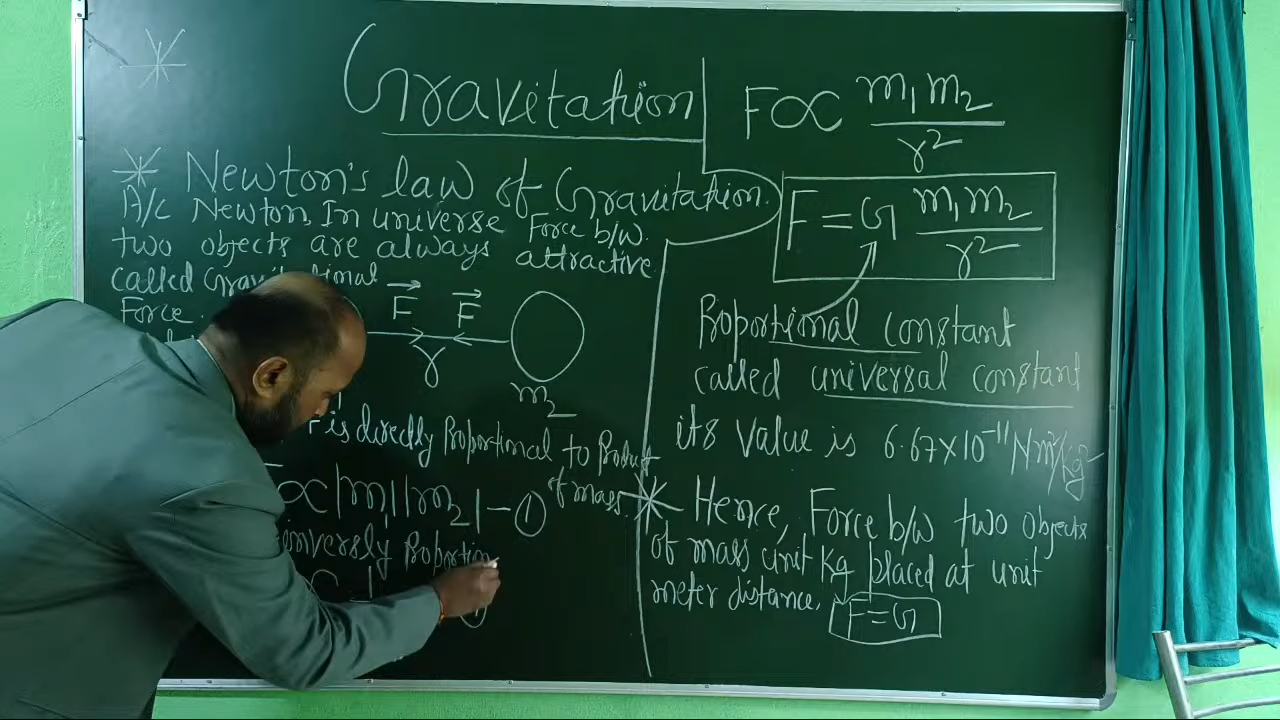 Gravitation
Newton's law of Gravitation.
A/c Newton, In universe Force b/w.
two objects are always attractive
called
Force.
F F
r
m2
F is directly Proportional to Product
of mass.
∝ |m1||m2| — ①
inversly Proportion
F ∝ m1m2/r²
F = G m1m2/r²
Proportional constant
called universal constant
its value is 6.67×10⁻¹¹ Nm²/kg²
Hence, Force b/w two objects
of mass unit Kg placed at unit
meter distance.
F = G